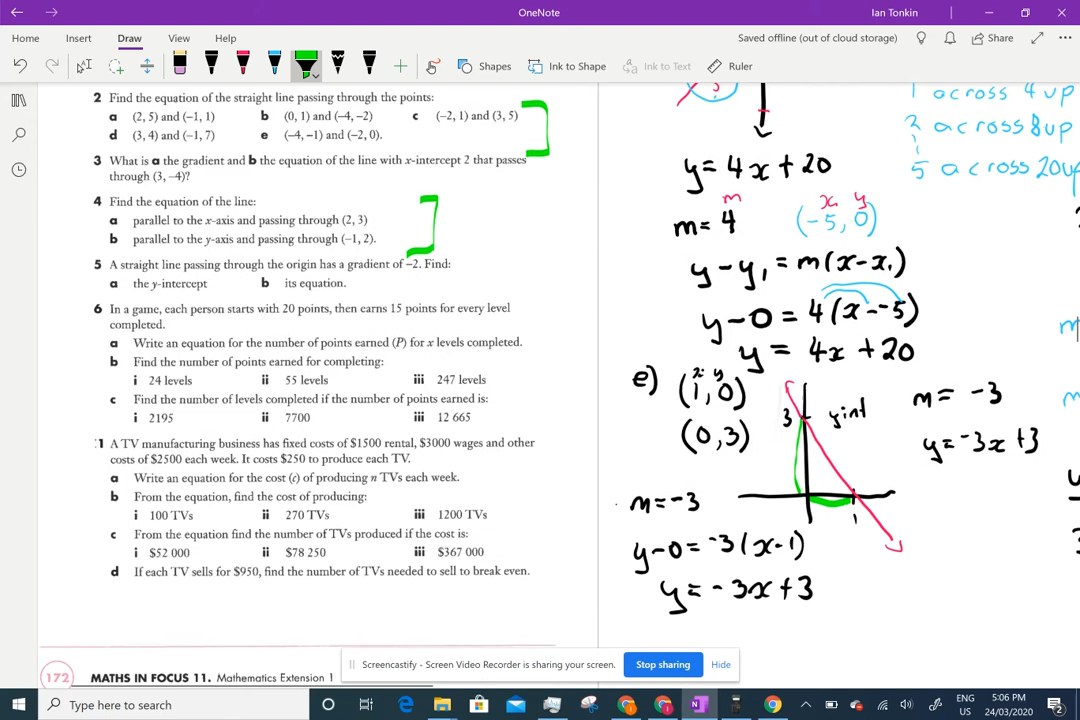 OneNote
Ian Tonkin
Home Insert Draw View Help
Saved offline (out of cloud storage)
Share
Ink to Shape
Shapes
Ink to Text
Ruler
2 Find the equation of the straight line passing through the points:
a (2, 5) and (−1, 1) b (0, 1) and (−4, −2) c (−2, 1) and (3, 5)
d (3, 4) and (−1, 7) e (−4, −1) and (−2, 0).
3 What is a the gradient and b the equation of the line with x-intercept 2 that passes
through (3, −4)?
4 Find the equation of the line:
a parallel to the x-axis and passing through (2, 3)
b parallel to the y-axis and passing through (−1, 2).
5 A straight line passing through the origin has a gradient of −2. Find:
a the y-intercept b its equation.
6 In a game, each person starts with 20 points, then earns 15 points for every level
completed.
a Write an equation for the number of points earned (P) for x levels completed.
b Find the number of points earned for completing:
i 24 levels ii 55 levels iii 247 levels
c Find the number of levels completed if the number of points earned is:
i 2195 ii 7700 iii 12 665
1 A TV manufacturing business has fixed costs of $1500 rental, $3000 wages and other
costs of $2500 each week. It costs $250 to produce each TV.
a Write an equation for the cost (c) of producing n TVs each week.
b From the equation, find the cost of producing:
i 100 TVs ii 270 TVs iii 1200 TVs
c From the equation find the number of TVs produced if the cost is:
i $52 000 ii $78 250 iii $367 000
d If each TV sells for $950, find the number of TVs needed to sell to break even.
172 MATHS IN FOCUS 11. Mathematics Extension 1
1 across 4 up
2 across 8 up
5 across 20 up
y = 4x + 20
m x y
m = 4 (−5, 0)
y − y₁ = m(x − x₁)
y − 0 = 4(x − −5)
y = 4x + 20
e) x y
(1, 0)
(0, 3)
3 y int
1
m = −3
y = −3x + 3
m = −3
y − 0 = −3(x − 1)
y = −3x + 3
Screencastify - Screen Video Recorder is sharing your screen.
Stop sharing
Hide
Type here to search
ENG
US
5:06 PM
24/03/2020
2